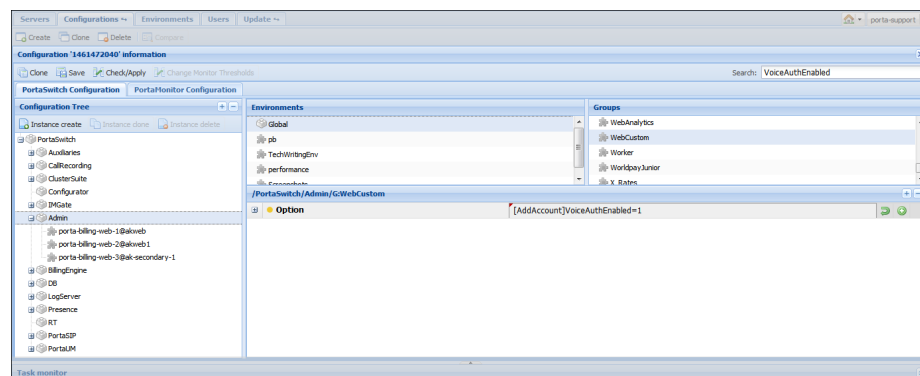 Servers Configurations Environments Users Update porta-support
Create Clone Delete Compare
Configuration '1461472040' information
Clone Save Check/Apply Change Monitor Thresholds Search: VoiceAuthEnabled
PortaSwitch Configuration PortaMonitor Configuration
Configuration Tree Environments Groups
Instance create Instance clone Instance delete Global WebAnalytics
PortaSwitch pb WebCustom
Auxiliaries TechWritingEnv Worker
CallRecording performance WorldpayJunior
ClusterSuite Screenshots X_Rates
Configurator /PortaSwitch/Admin/G:WebCustom
IMGate Option [AddAccount]VoiceAuthEnabled=1
Admin
porta-billing-web-1@akweb
porta-billing-web-2@akweb1
porta-billing-web-3@ak-secondary-1
BillingEngine
DB
LogServer
Presence
RT
PortaSIP
PortaUM
Task monitor